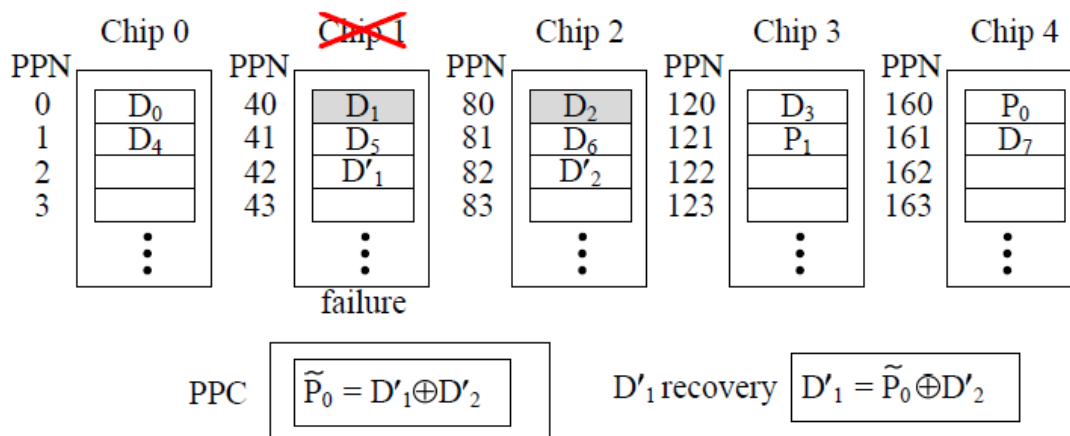 Chip 0 Chip 1 Chip 2 Chip 3 Chip 4
PPN PPN PPN PPN PPN
0 D₀ 40 D₁ 80 D₂ 120 D₃ 160 P₀
1 D₄ 41 D₅ 81 D₆ 121 P₁ 161 D₇
2 42 D′₁ 82 D′₂ 122 162
3 43 83 123 163
failure
PPC P̃₀ = D′₁⊕D′₂ D′₁ recovery D′₁ = P̃₀⊕D′₂